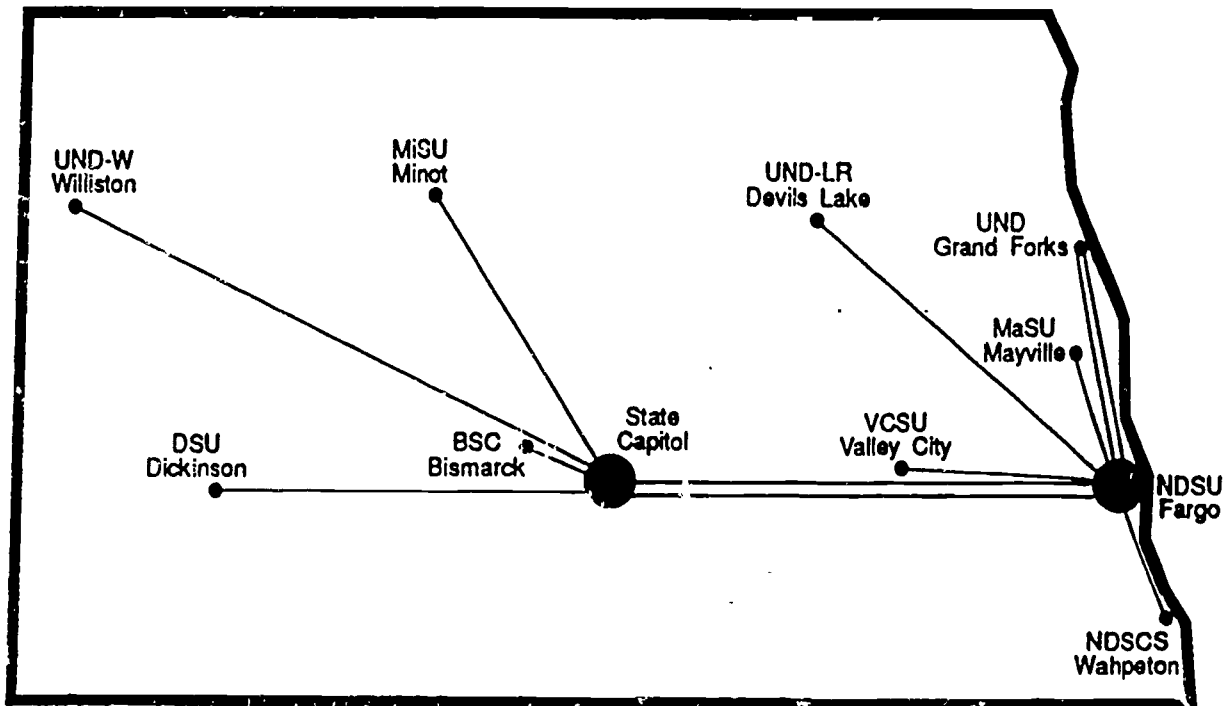 UND-W
Williston
MiSU
Minot
UND-LR
Devils Lake
UND
Grand Forks
MaSU
Mayville
State
Capitol
VCSU
Valley City
DSU
Dickinson
BSC
Bismarck
NDSU
Fargo
NDSCS
Wahpeton